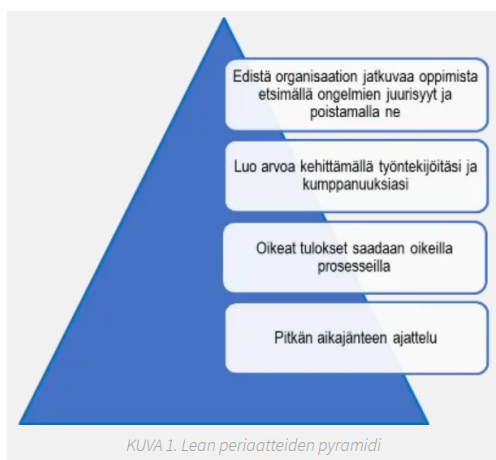 Edistä organisaation jatkuvaa oppimista
etsimällä ongelmien juurisyyt ja
poistamalla ne
Luo arvoa kehittämällä työntekijöitäsi ja
kumppanuuksiasi
Oikeat tulokset saadaan oikeilla
prosesseilla
Pitkän aikajänteen ajattelu
KUVA 1. Lean periaatteiden pyramidi